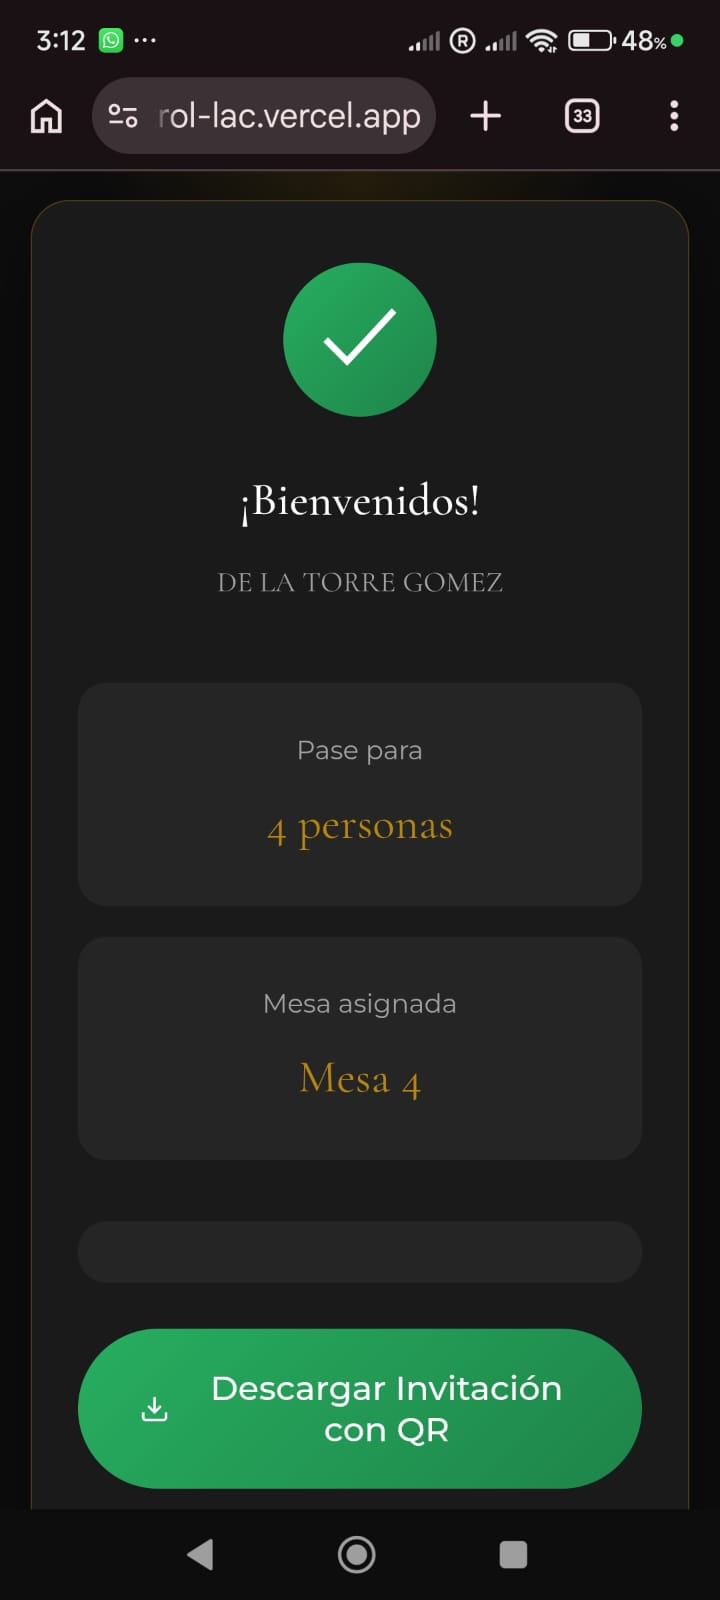 3:12 ... R 48%
rol-lac.vercel.app 33
¡Bienvenidos!
DE LA TORRE GOMEZ
Pase para
4 personas
Mesa asignada
Mesa 4
Descargar Invitación
con QR